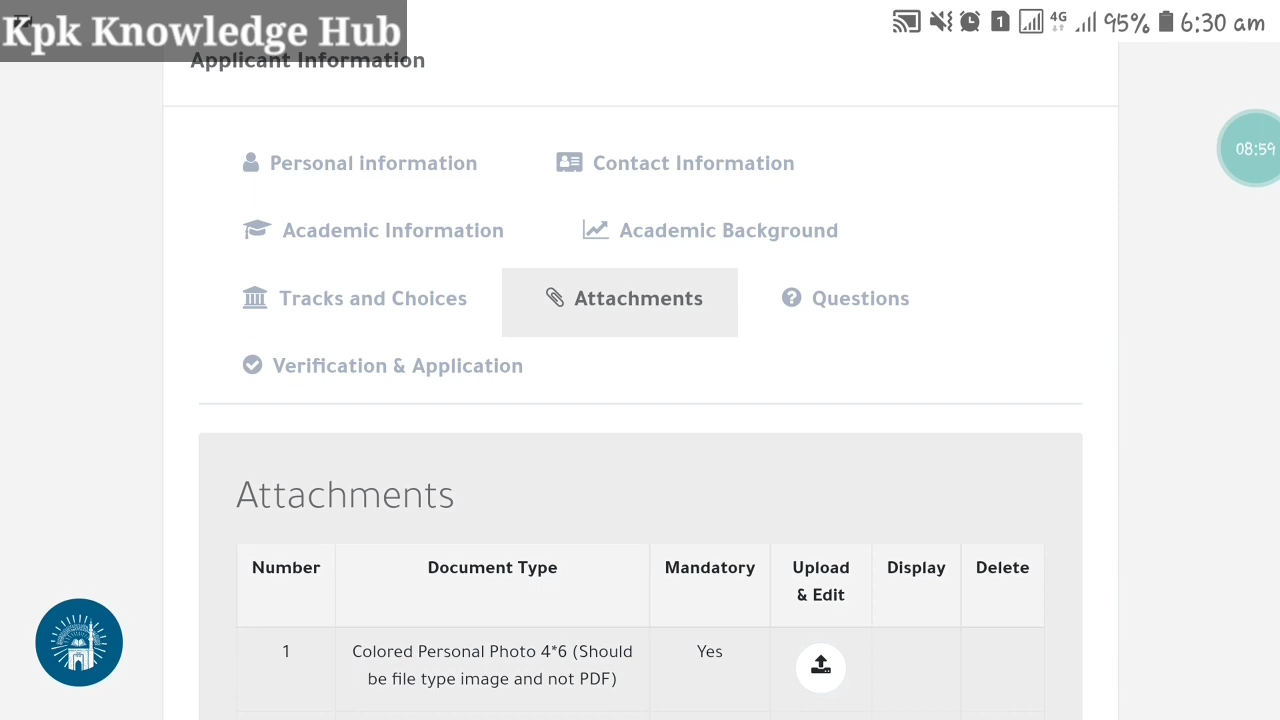 Kpk Knowledge Hub
1 4G 95% 6:30 am
Applicant Information
08:59
Personal information Contact Information
Academic Information Academic Background
Tracks and Choices Attachments Questions
Verification & Application
Attachments
Number Document Type Mandatory Upload & Edit Display Delete
1 Colored Personal Photo 4*6 (Should Yes
be file type image and not PDF)